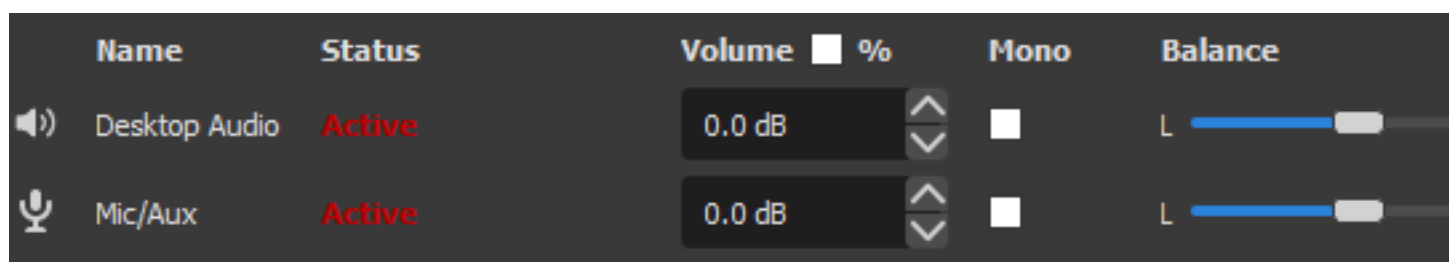 Name Status Volume % Mono Balance
Desktop Audio Active 0.0 dB L
Mic/Aux Active 0.0 dB L